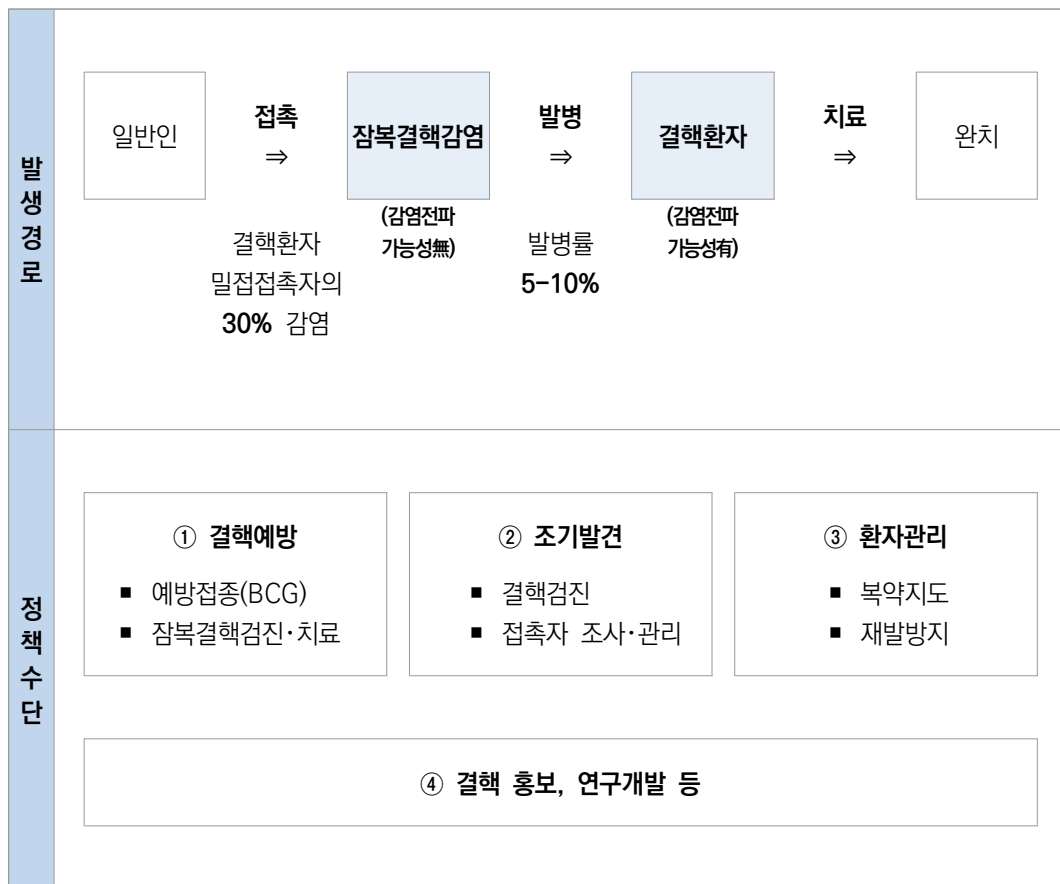 발생경로
일반인
접촉
⇒
잠복결핵감염
발병
⇒
결핵환자
치료
⇒
완치
결핵환자
밀접접촉자의
30% 감염
(감염전파
가능성無)
발병률
5-10%
(감염전파
가능성有)
정책수단
① 결핵예방
■ 예방접종(BCG)
■ 잠복결핵검진·치료
② 조기발견
■ 결핵검진
■ 접촉자 조사·관리
③ 환자관리
■ 복약지도
■ 재발방지
④ 결핵 홍보, 연구개발 등